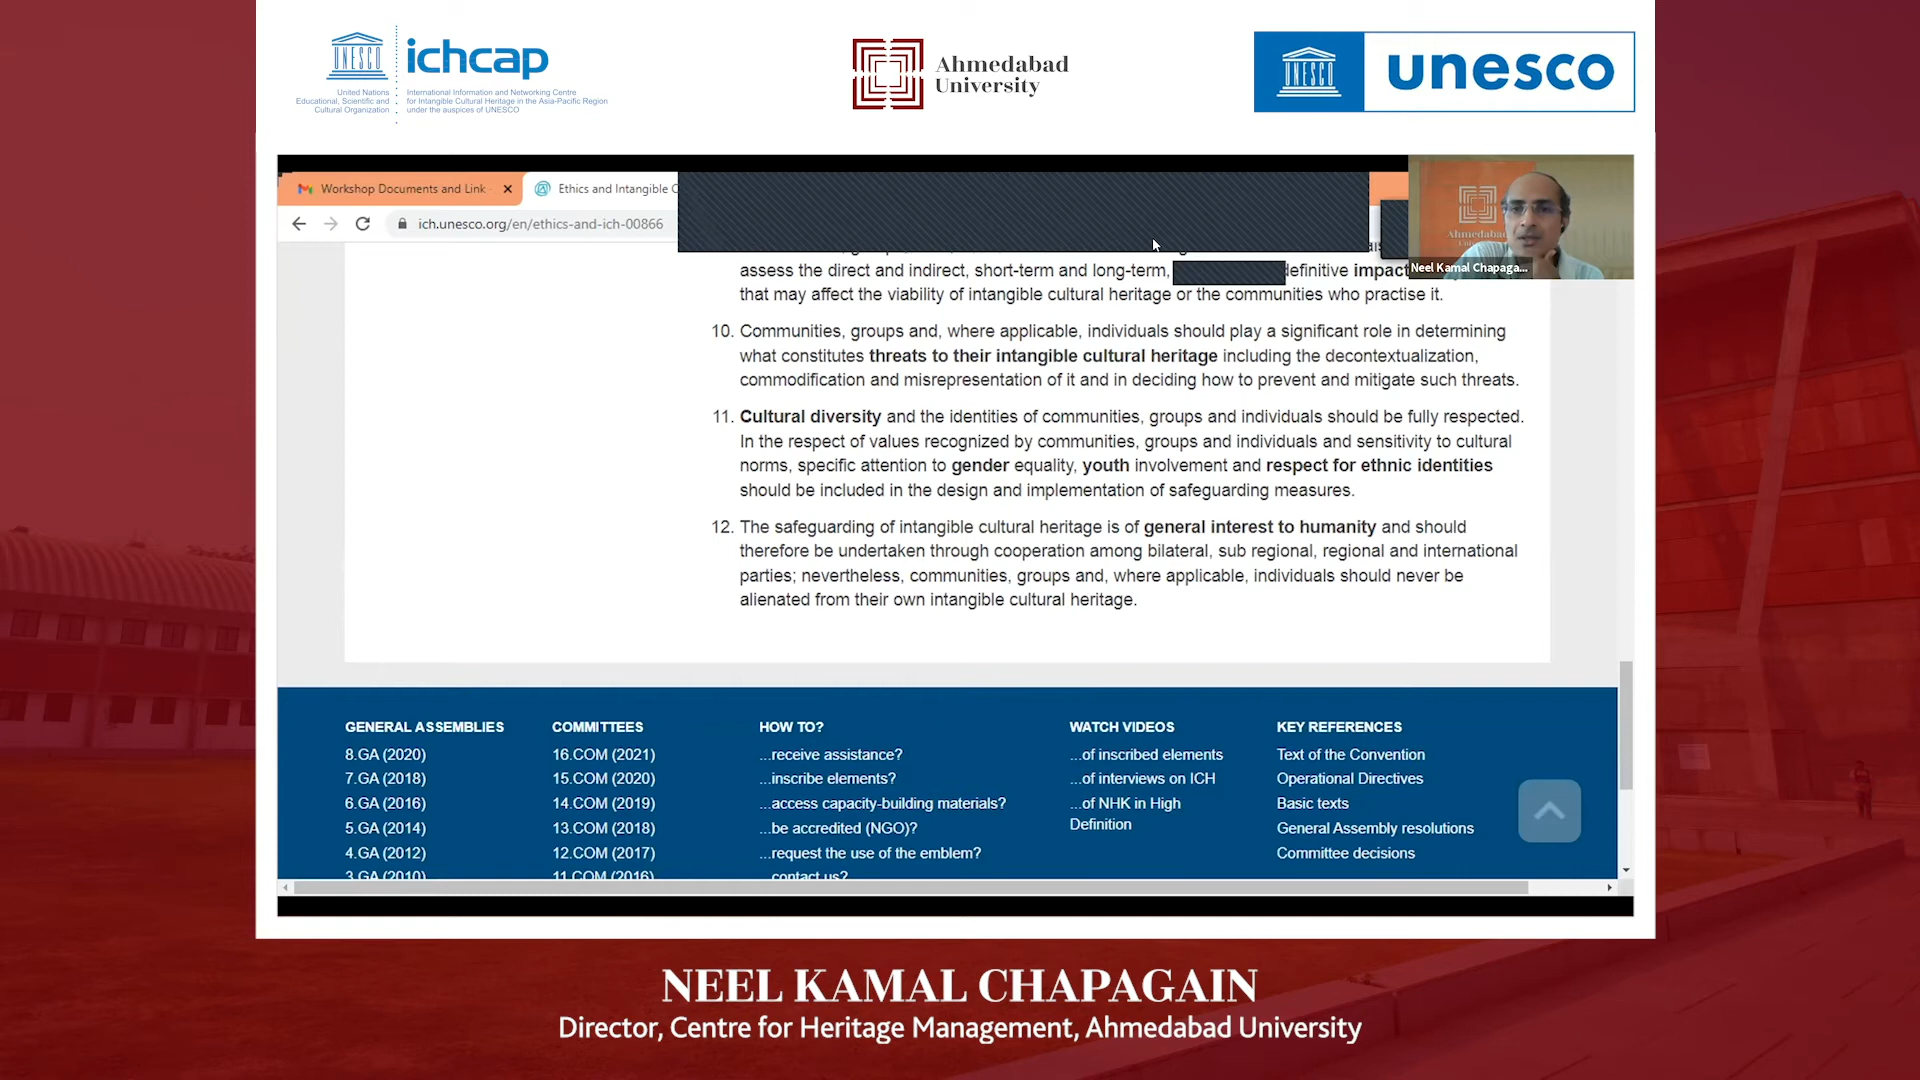 UNESCO
United Nations
Educational, Scientific and
Cultural Organization
ichcap
International Information and Networking Centre
for Intangible Cultural Heritage in the Asia-Pacific Region
under the auspices of UNESCO
Ahmedabad
University
UNESCO
unesco
Workshop Documents and Link
Ethics and Intangible C
ich.unesco.org/en/ethics-and-ich-00866
assess the direct and indirect, short-term and long-term, definitive impact
that may affect the viability of intangible cultural heritage or the communities who practise it.
10. Communities, groups and, where applicable, individuals should play a significant role in determining
what constitutes threats to their intangible cultural heritage including the decontextualization,
commodification and misrepresentation of it and in deciding how to prevent and mitigate such threats.
11. Cultural diversity and the identities of communities, groups and individuals should be fully respected.
In the respect of values recognized by communities, groups and individuals and sensitivity to cultural
norms, specific attention to gender equality, youth involvement and respect for ethnic identities
should be included in the design and implementation of safeguarding measures.
12. The safeguarding of intangible cultural heritage is of general interest to humanity and should
therefore be undertaken through cooperation among bilateral, sub regional, regional and international
parties; nevertheless, communities, groups and, where applicable, individuals should never be
alienated from their own intangible cultural heritage.
Ahmedabad
Neel Kamal Chapaga...
GENERAL ASSEMBLIES
8.GA (2020)
7.GA (2018)
6.GA (2016)
5.GA (2014)
4.GA (2012)
3.GA (2010)
COMMITTEES
16.COM (2021)
15.COM (2020)
14.COM (2019)
13.COM (2018)
12.COM (2017)
11.COM (2016)
HOW TO?
...receive assistance?
...inscribe elements?
...access capacity-building materials?
...be accredited (NGO)?
...request the use of the emblem?
...contact us?
WATCH VIDEOS
...of inscribed elements
...of interviews on ICH
...of NHK in High
Definition
KEY REFERENCES
Text of the Convention
Operational Directives
Basic texts
General Assembly resolutions
Committee decisions
NEEL KAMAL CHAPAGAIN
Director, Centre for Heritage Management, Ahmedabad University